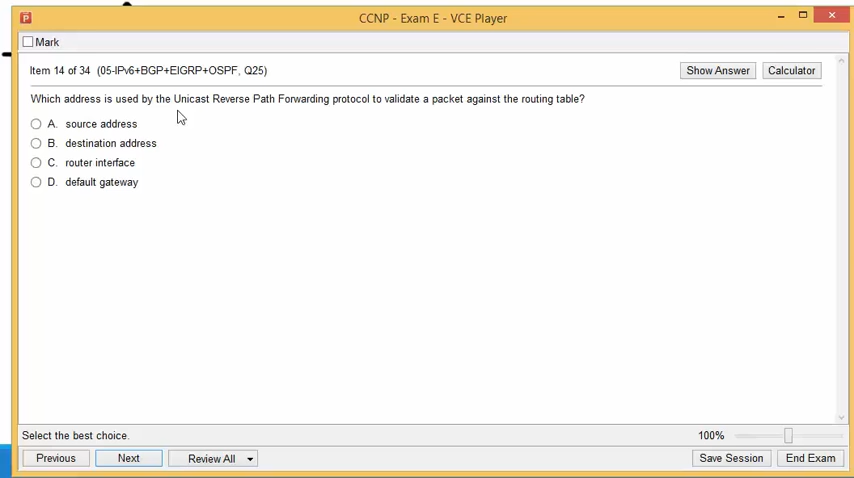 CCNP - Exam E - VCE Player
Mark
Item 14 of 34 (05-IPv6+BGP+EIGRP+OSPF, Q25)
Show Answer
Calculator
Which address is used by the Unicast Reverse Path Forwarding protocol to validate a packet against the routing table?
A. source address
B. destination address
C. router interface
D. default gateway
Select the best choice.
100%
Previous
Next
Review All
Save Session
End Exam